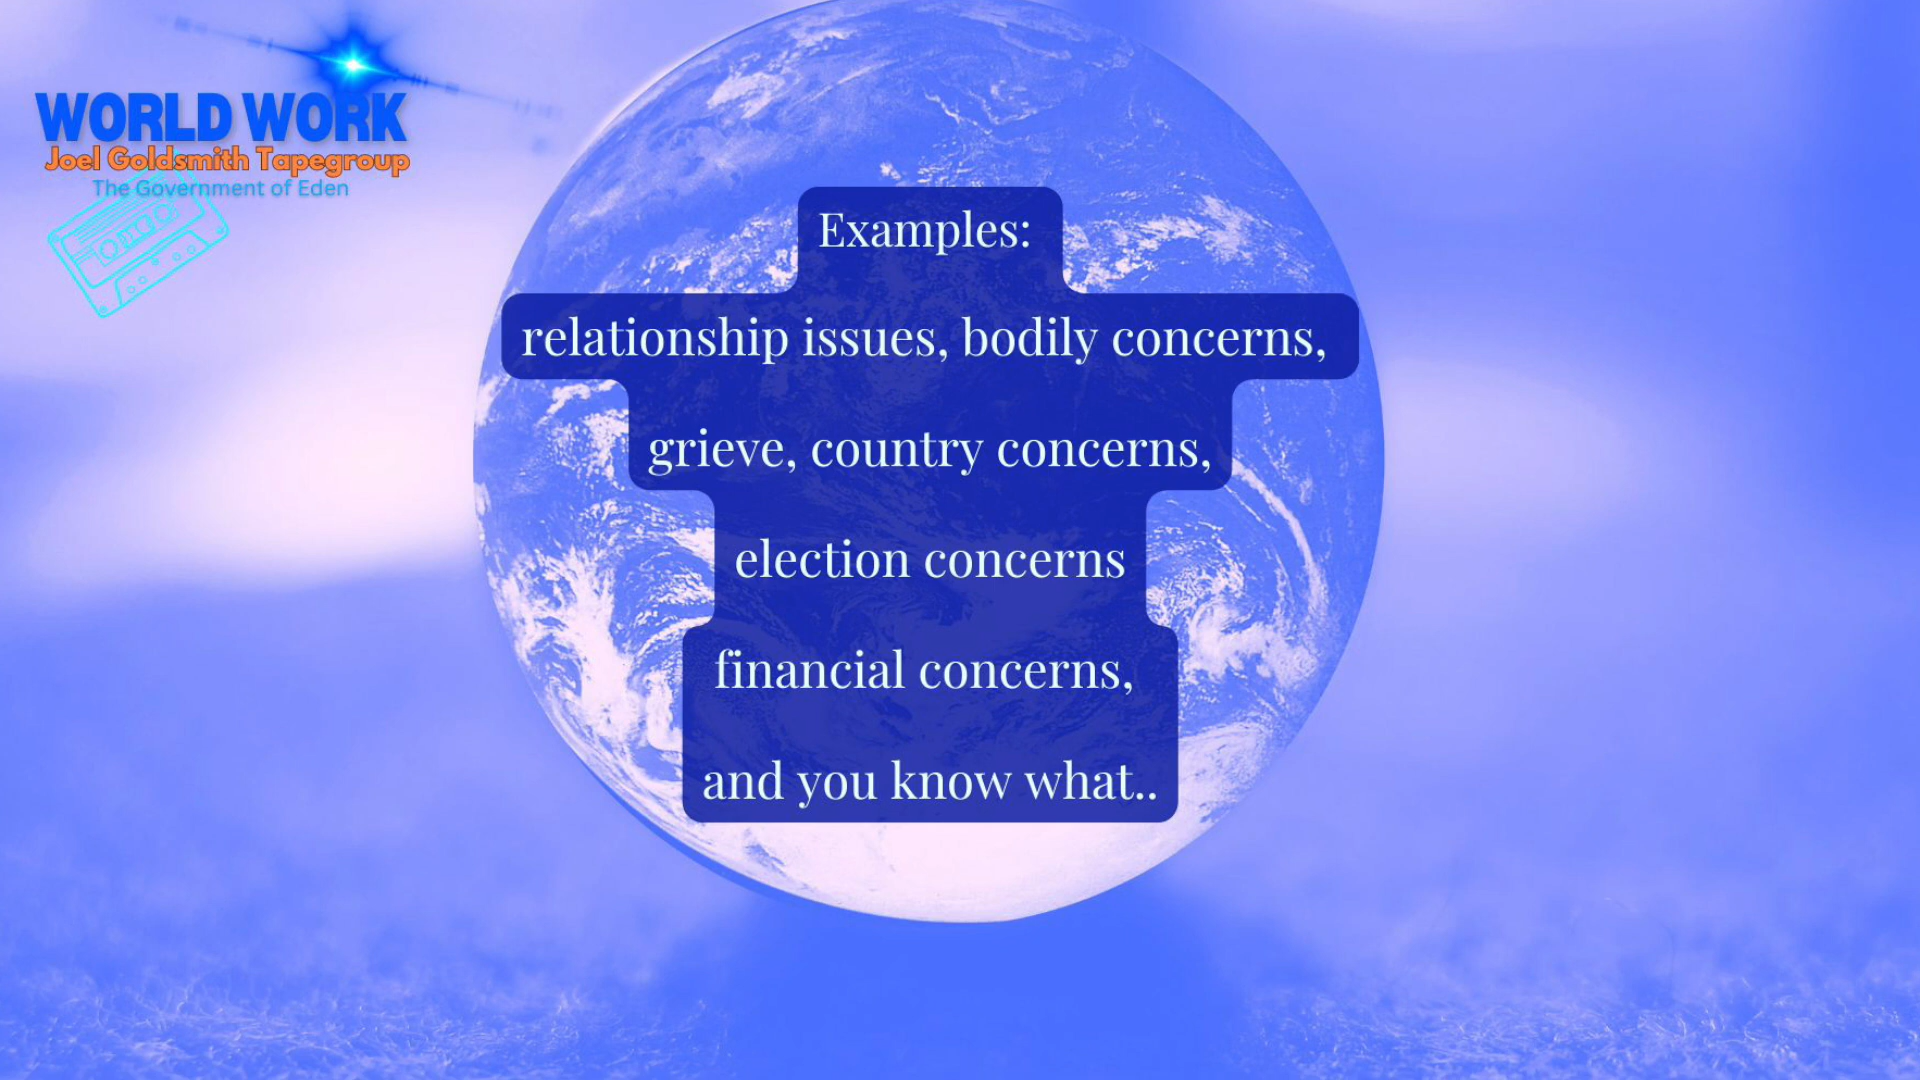 WORLD WORK
Joel Goldsmith Tapegroup
The Government of Eden
Examples:
relationship issues, bodily concerns,
grieve, country concerns,
election concerns
financial concerns,
and you know what..